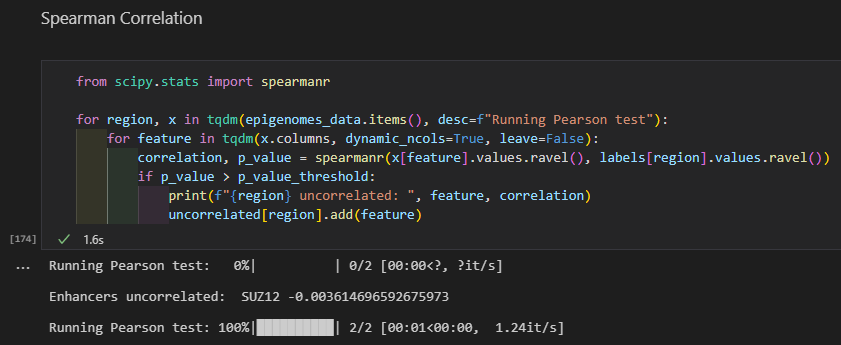 Spearman Correlation
from scipy.stats import spearmanr
for region, x in tqdm(epigenomes_data.items(), desc=f"Running Pearson test"):
    for feature in tqdm(x.columns, dynamic_ncols=True, leave=False):
        correlation, p_value = spearmanr(x[feature].values.ravel(), labels[region].values.ravel())
        if p_value > p_value_threshold:
            print(f"{region} uncorrelated: ", feature, correlation)
            uncorrelated[region].add(feature)
[174] ✓ 1.6s
... Running Pearson test:   0%|          | 0/2 [00:00<?, ?it/s]
Enhancers uncorrelated:  SUZ12 -0.003614696592675973
Running Pearson test: 100%|██████████| 2/2 [00:01<00:00,  1.24it/s]